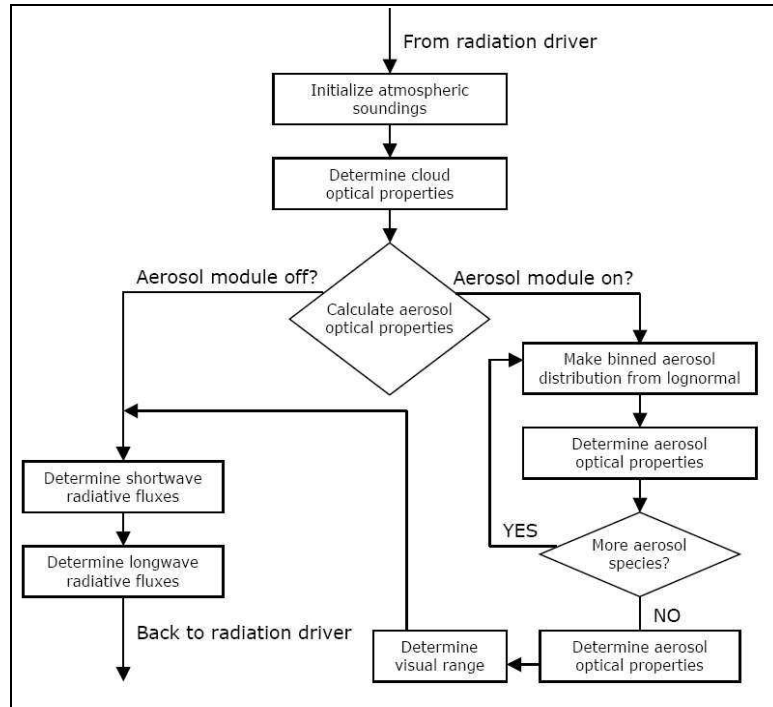 From radiation driver
Initialize atmospheric
soundings
Determine cloud
optical properties
Aerosol module off?
Aerosol module on?
Calculate aerosol
optical properties
Make binned aerosol
distribution from lognormal
Determine aerosol
optical properties
Determine shortwave
radiative fluxes
YES
More aerosol
species?
Determine longwave
radiative fluxes
NO
Back to radiation driver
Determine
visual range
Determine aerosol
optical properties